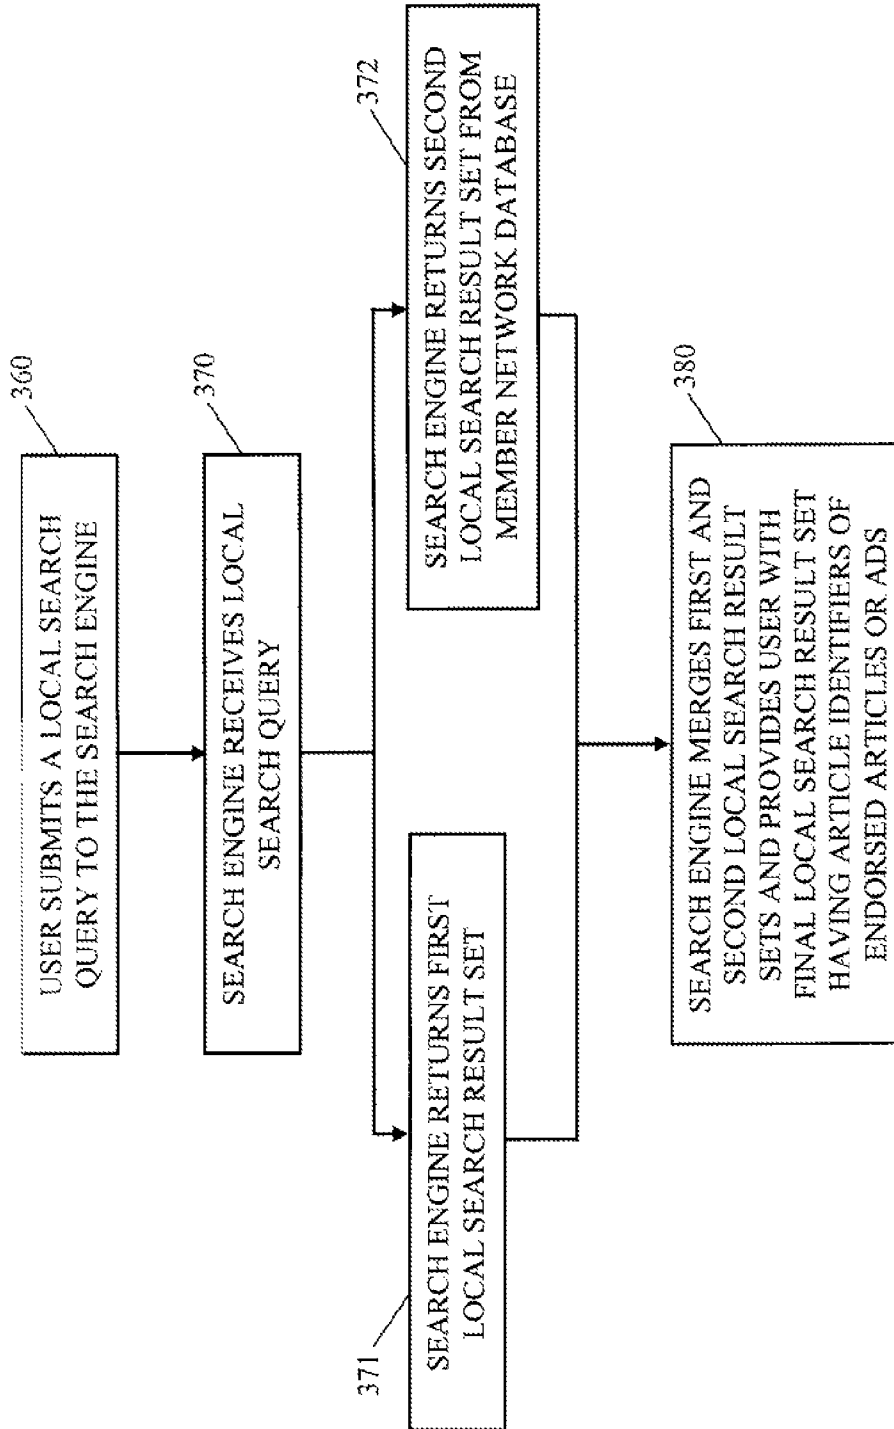 360
USER SUBMITS A LOCAL SEARCH
QUERY TO THE SEARCH ENGINE
370
SEARCH ENGINE RECEIVES LOCAL
SEARCH QUERY
371
SEARCH ENGINE RETURNS FIRST
LOCAL SEARCH RESULT SET
372
SEARCH ENGINE RETURNS SECOND
LOCAL SEARCH RESULT SET FROM
MEMBER NETWORK DATABASE
380
SEARCH ENGINE MERGES FIRST AND
SECOND LOCAL SEARCH RESULT
SETS AND PROVIDES USER WITH
FINAL LOCAL SEARCH RESULT SET
HAVING ARTICLE IDENTIFIERS OF
ENDORSED ARTICLES OR ADS